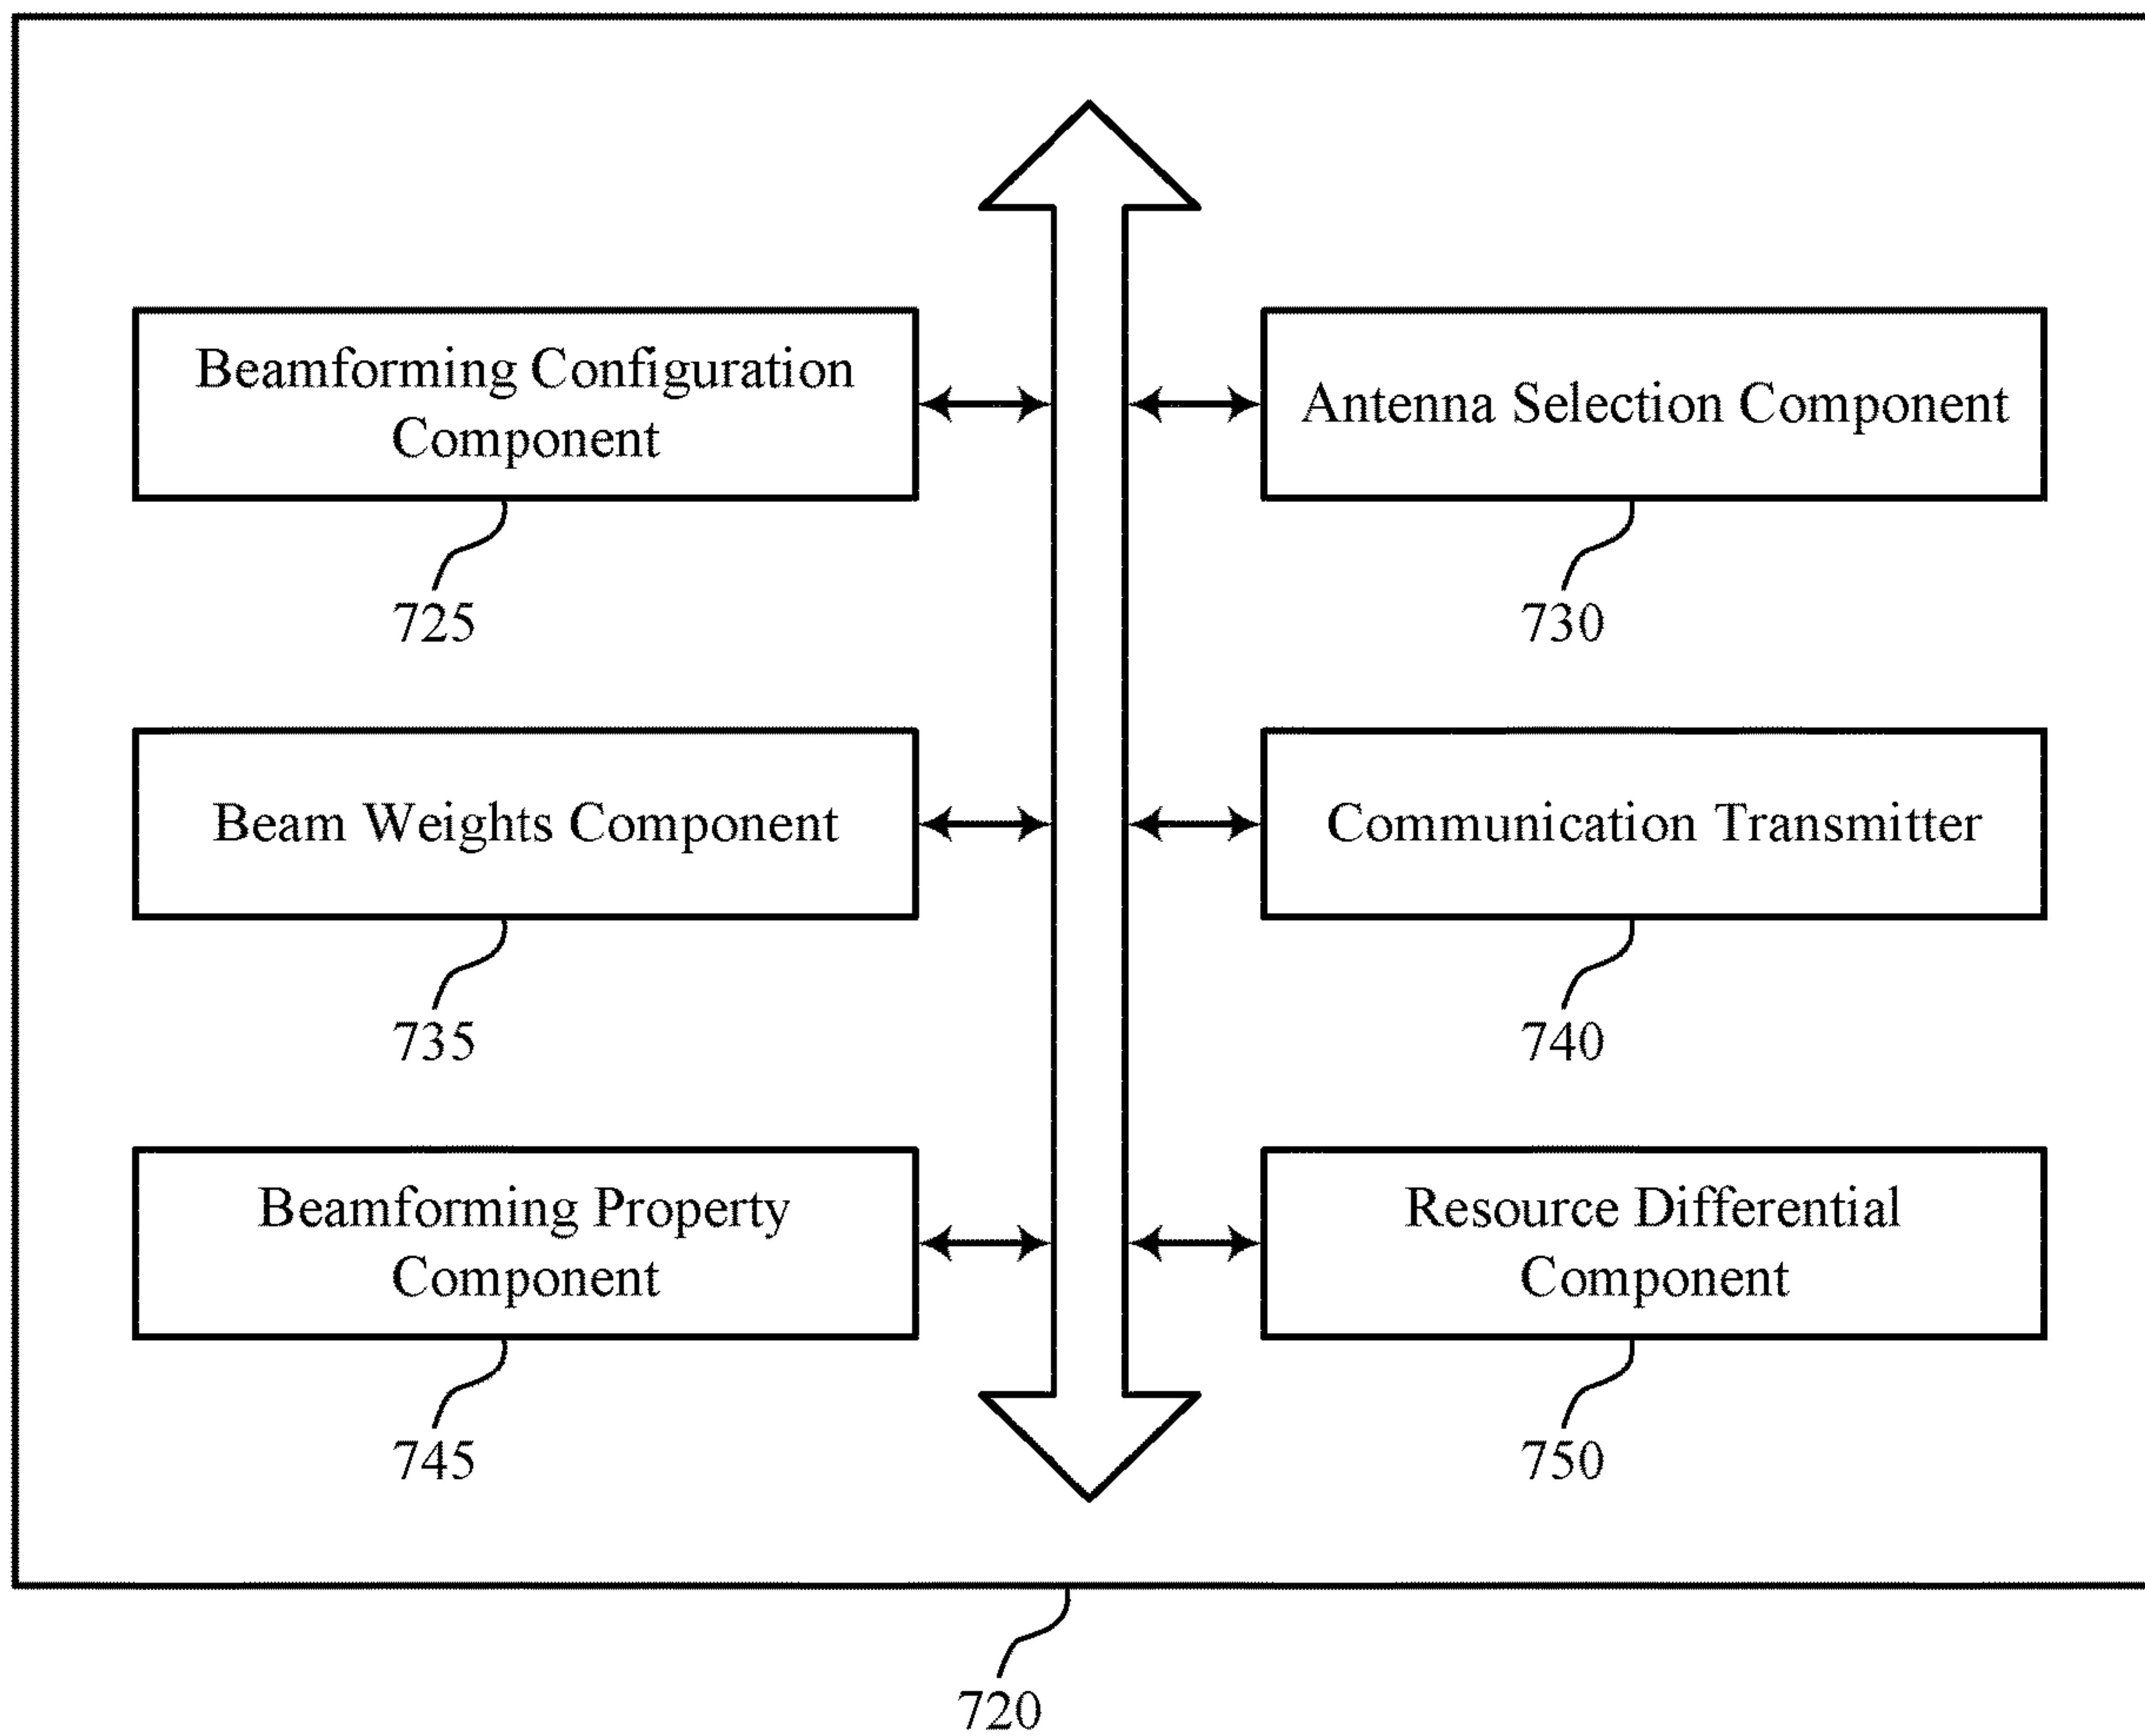 Beamforming Configuration
Component
725
Antenna Selection Component
730
Beam Weights Component
735
Communication Transmitter
740
Beamforming Property
Component
745
Resource Differential
Component
750
720